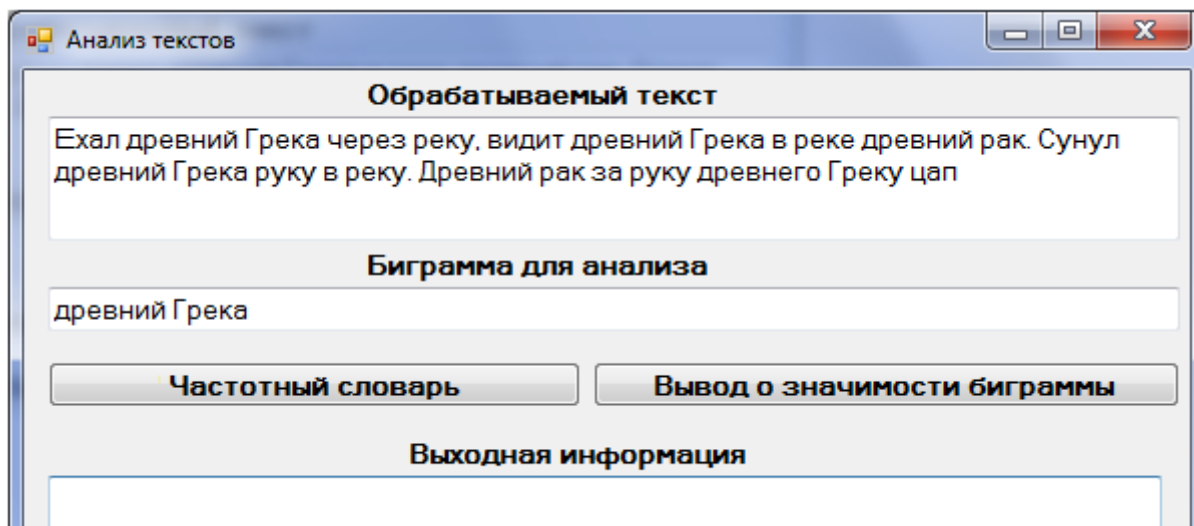 Анализ текстов
Обрабатываемый текст
Ехал древний Грека через реку, видит древний Грека в реке древний рак. Сунул
древний Грека руку в реку. Древний рак за руку древнего Греку цап
Биграмма для анализа
древний Грека
Частотный словарь
Вывод о значимости биграммы
Выходная информация